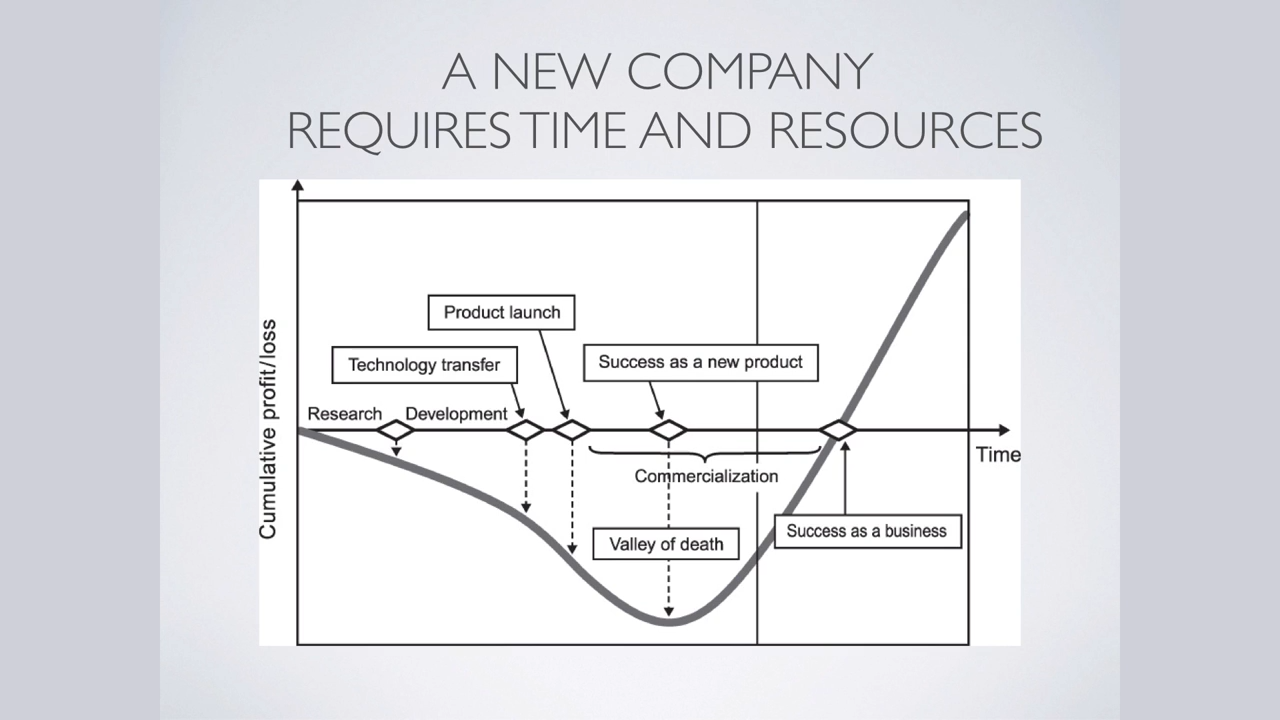 A NEW COMPANY
REQUIRES TIME AND RESOURCES
Cumulative profit/loss
Product launch
Technology transfer
Success as a new product
Research
Development
Time
Commercialization
Valley of death
Success as a business